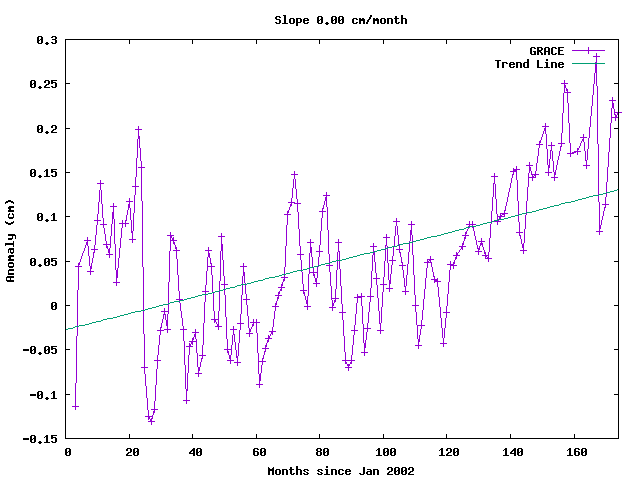 Slope 0.00 cm/month
GRACE
Trend Line
0.3
0.25
0.2
0.15
0.1
0.05
0
-0.05
-0.1
-0.15
Anomaly (cm)
0 20 40 60 80 100 120 140 160
Months since Jan 2002